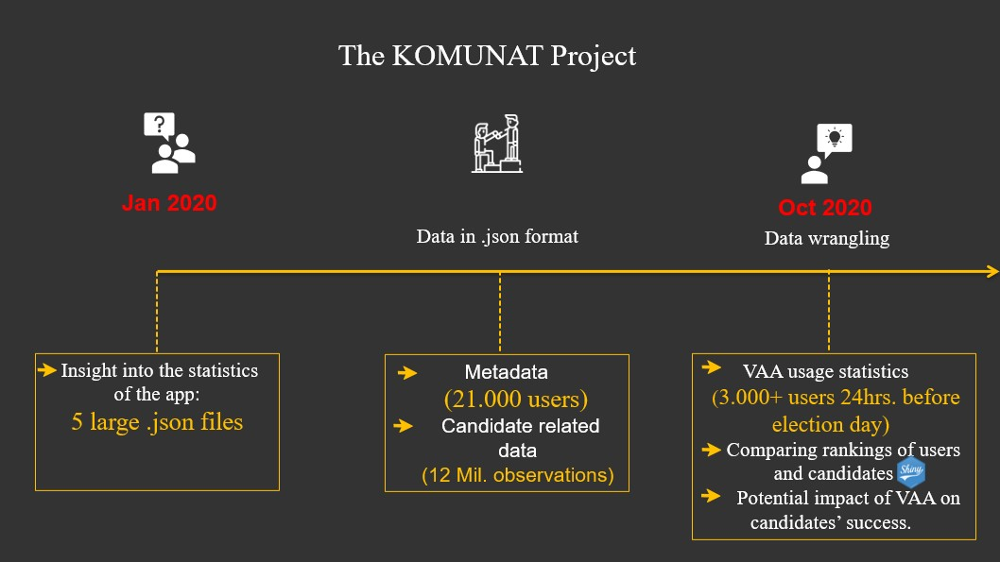 The KOMUNAT Project
?
Jan 2020
Data in .json format
Oct 2020
Data wrangling
Insight into the statistics
of the app:
5 large .json files
Metadata
(21.000 users)
Candidate related
data
(12 Mil. observations)
VAA usage statistics
(3.000+ users 24hrs. before
election day)
Comparing rankings of users
and candidates
Shiny
Potential impact of VAA on
candidates’ success.